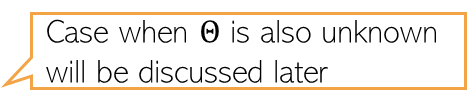 Case when Θ is also unknown
will be discussed later